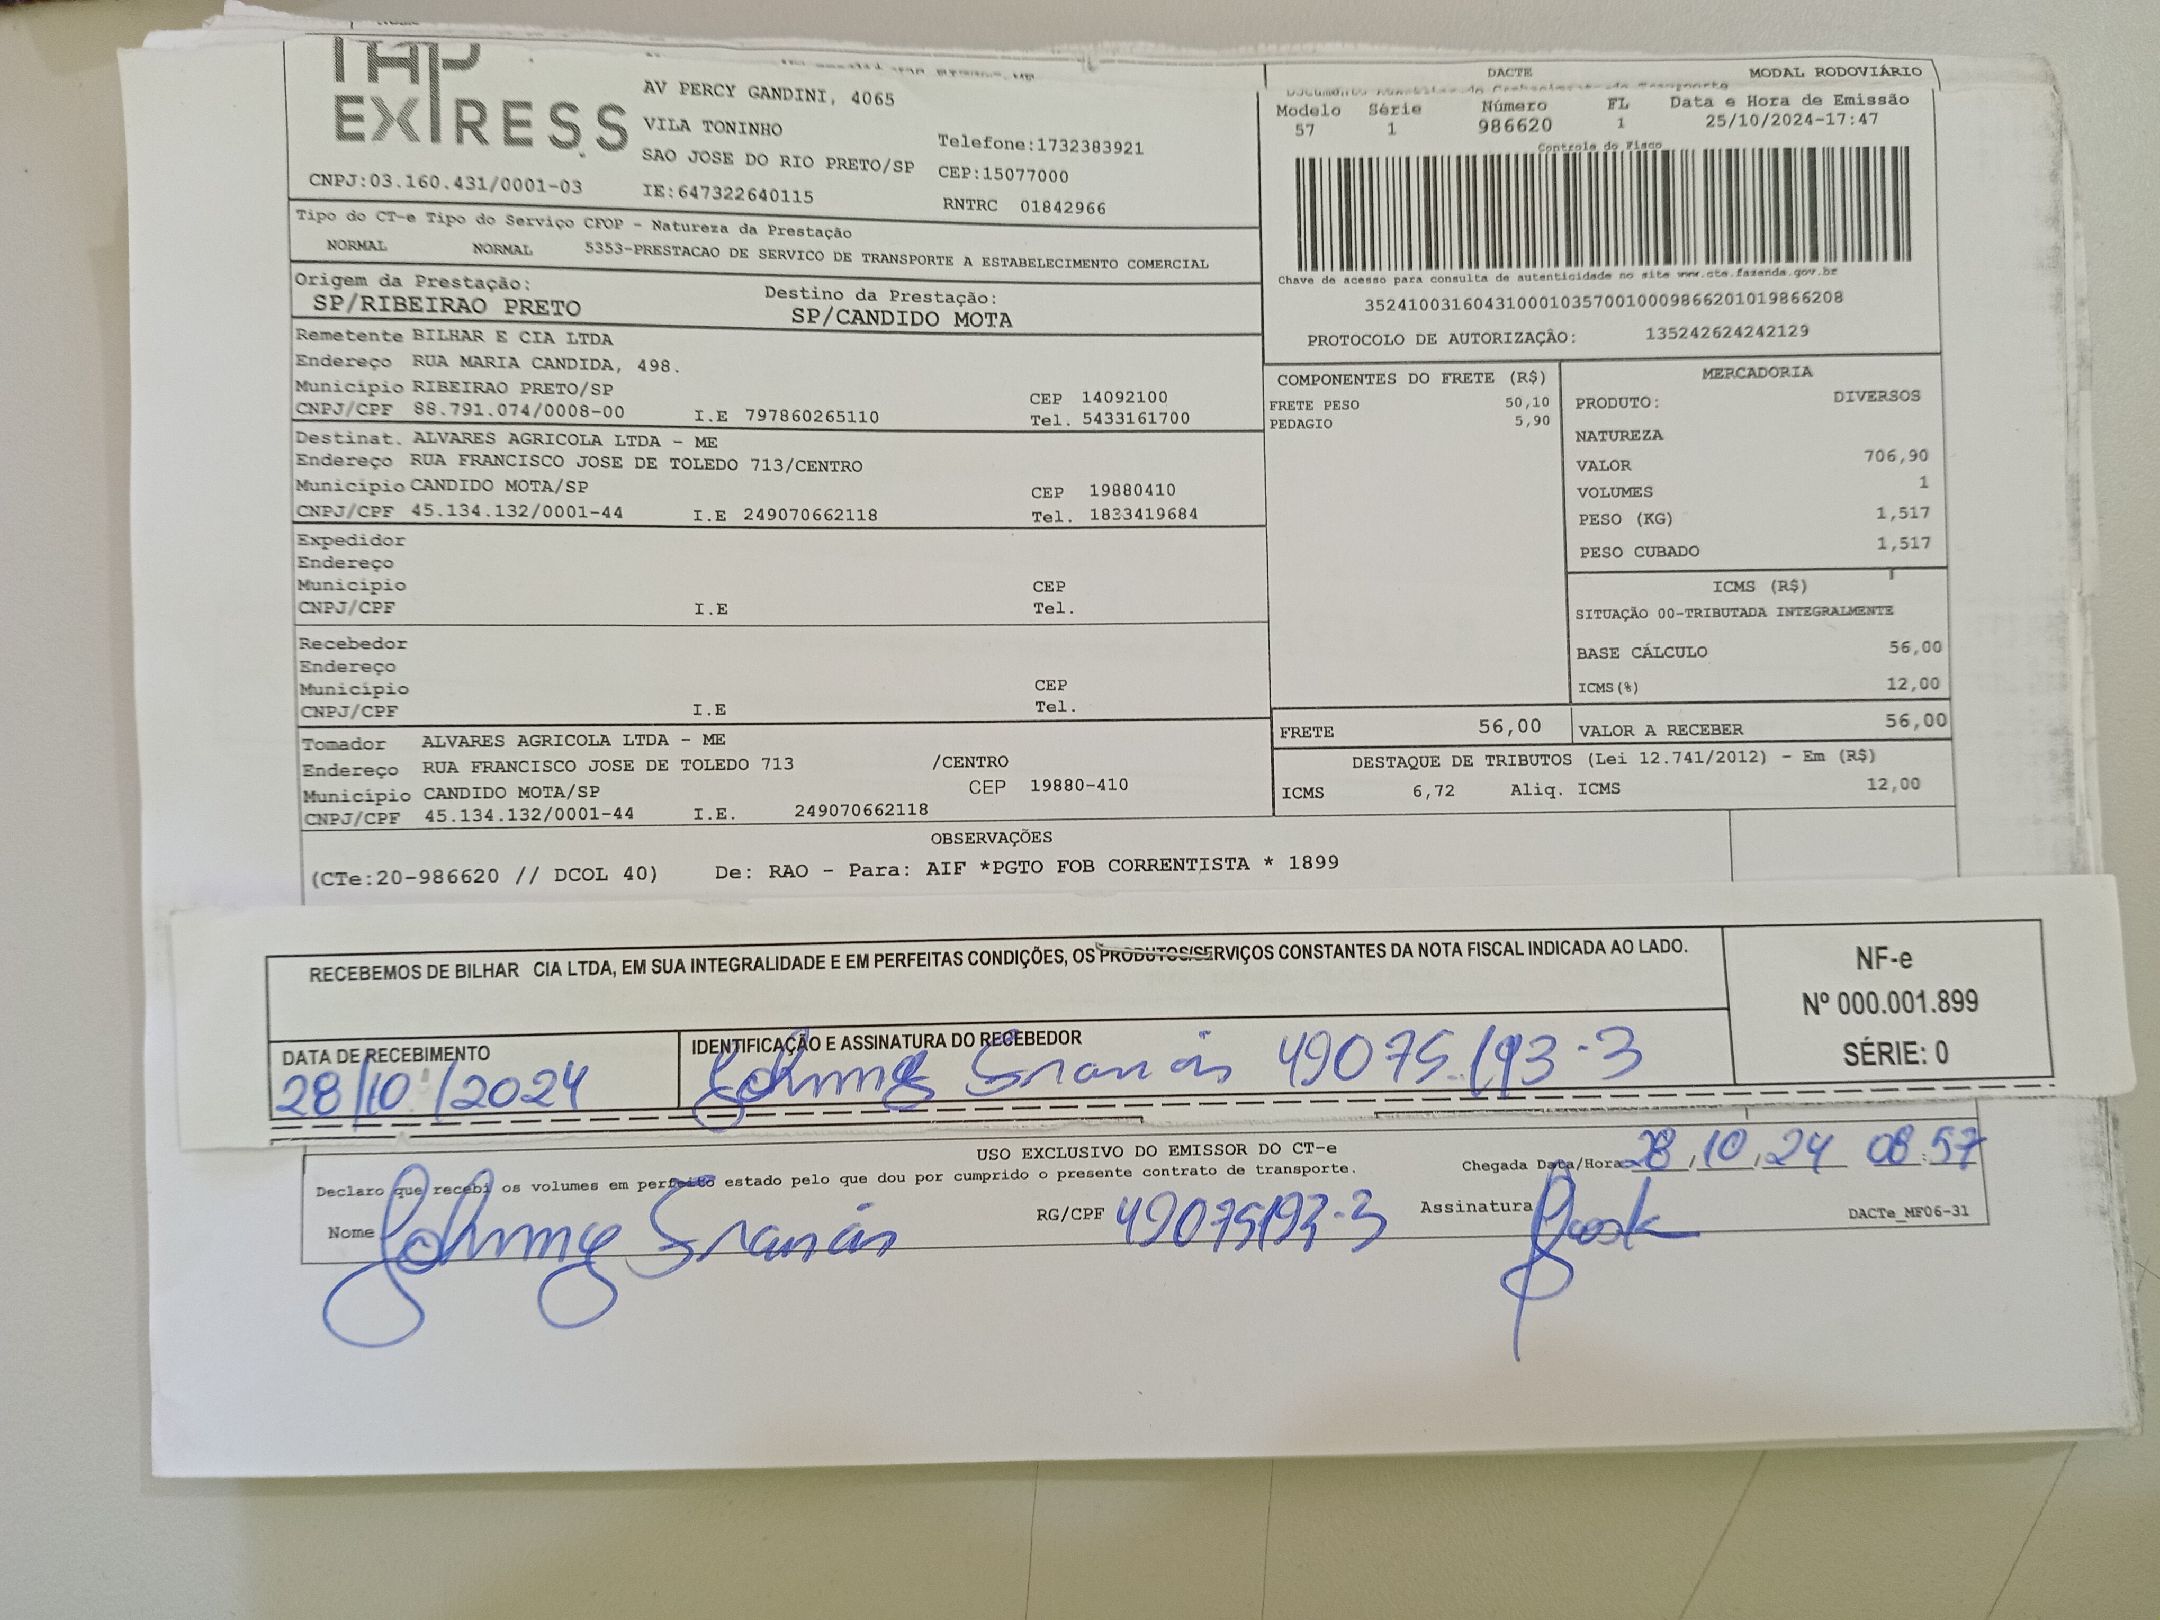 EXPRESS
AV PERCY GANDINI, 4065
VILA TONINHO
SAO JOSE DO RIO PRETO/SP
Telefone:1732383921
CEP:15077000
CNPJ:03.160.431/0001-03
IE:647322640115
RNTRC 01842966
DACTE
MODAL RODOVIÁRIO
Modelo Série Número FL Data e Hora de Emissão
57 1 986620 1 25/10/2024-17:47
Controle do Fisco
Chave de acesso para consulta de autenticidade no site www.cte.fazenda.gov.br
35241003160431000103570010009866201019866208
PROTOCOLO DE AUTORIZAÇÃO: 135242624242129
Tipo do CT-e Tipo do Serviço CFOP - Natureza da Prestação
NORMAL NORMAL 5353-PRESTACAO DE SERVICO DE TRANSPORTE A ESTABELECIMENTO COMERCIAL
Origem da Prestação: Destino da Prestação:
SP/RIBEIRAO PRETO SP/CANDIDO MOTA
Remetente BILHAR E CIA LTDA
Endereço RUA MARIA CANDIDA, 498.
Município RIBEIRAO PRETO/SP CEP 14092100
CNPJ/CPF 88.791.074/0008-00 I.E 797860265110 Tel. 5433161700
Destinat. ALVARES AGRICOLA LTDA - ME
Endereço RUA FRANCISCO JOSE DE TOLEDO 713/CENTRO
Município CANDIDO MOTA/SP CEP 19880410
CNPJ/CPF 45.134.132/0001-44 I.E 249070662118 Tel. 1833419684
Expedidor
Endereço
Município CEP
CNPJ/CPF I.E Tel.
Recebedor
Endereço
Município CEP
CNPJ/CPF I.E Tel.
Tomador ALVARES AGRICOLA LTDA - ME
Endereço RUA FRANCISCO JOSE DE TOLEDO 713 /CENTRO
Município CANDIDO MOTA/SP CEP 19880-410
CNPJ/CPF 45.134.132/0001-44 I.E. 249070662118
COMPONENTES DO FRETE (R$)
FRETE PESO 50,10
PEDAGIO 5,90
MERCADORIA
PRODUTO: DIVERSOS
NATUREZA
VALOR 706,90
VOLUMES 1
PESO (KG) 1,517
PESO CUBADO 1,517
ICMS (R$)
SITUAÇÃO 00-TRIBUTADA INTEGRALMENTE
BASE CÁLCULO 56,00
ICMS(%) 12,00
FRETE 56,00 VALOR A RECEBER 56,00
DESTAQUE DE TRIBUTOS (Lei 12.741/2012) - Em (R$)
ICMS 6,72 Aliq. ICMS 12,00
OBSERVAÇÕES
(CTe:20-986620 // DCOL 40) De: RAO - Para: AIF *PGTO FOB CORRENTISTA * 1899
RECEBEMOS DE BILHAR CIA LTDA, EM SUA INTEGRALIDADE E EM PERFEITAS CONDIÇÕES, OS PRODUTOS/SERVIÇOS CONSTANTES DA NOTA FISCAL INDICADA AO LADO.
NF-e
Nº 000.001.899
SÉRIE: 0
DATA DE RECEBIMENTO
28/10/2024
IDENTIFICAÇÃO E ASSINATURA DO RECEBEDOR
USO EXCLUSIVO DO EMISSOR DO CT-e
Declaro que recebi os volumes em perfeito estado pelo que dou por cumprido o presente contrato de transporte.
Chegada Data/Hora 28/10/24 08:57
Nome
RG/CPF
Assinatura
DACTe_MF06-31